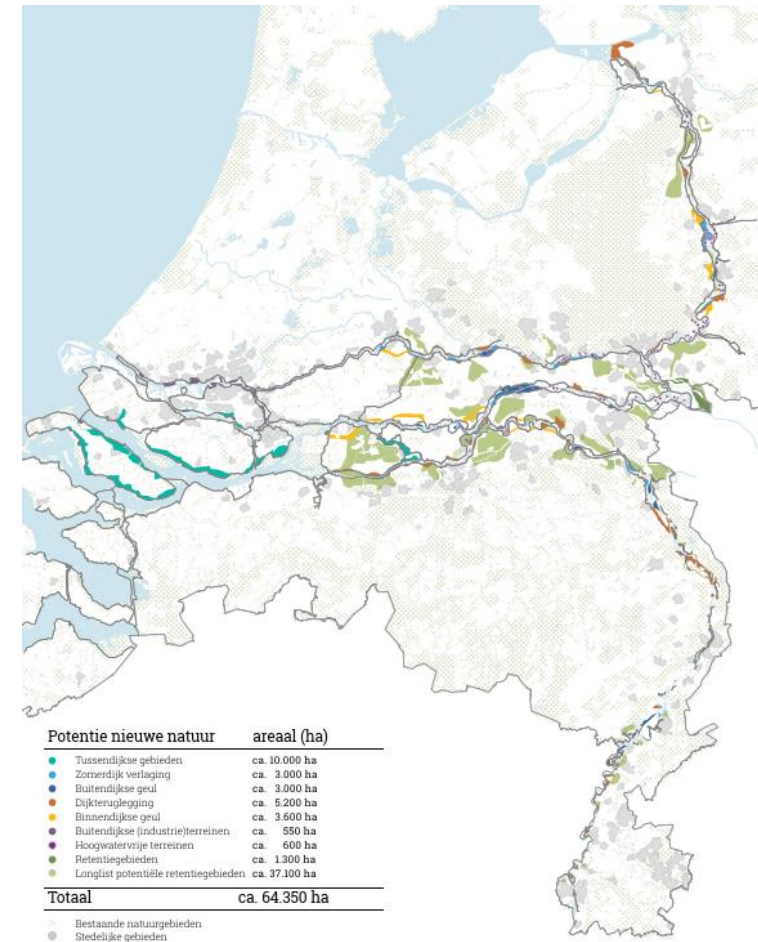 Potentie nieuwe natuur areaal (ha)
Tussendijkse gebieden ca. 10.000 ha
Zomerdijk verlaging ca. 3.000 ha
Buitendijkse geul ca. 3.000 ha
Dijkteruglegging ca. 5.200 ha
Binnendijkse geul ca. 3.600 ha
Buitendijkse (industrie)terreinen ca. 550 ha
Hoogwatervrije terreinen ca. 600 ha
Retentiegebieden ca. 1.300 ha
Longlist potentiële retentiegebieden ca. 37.100 ha
Totaal ca. 64.350 ha
Bestaande natuurgebieden
Stedelijke gebieden